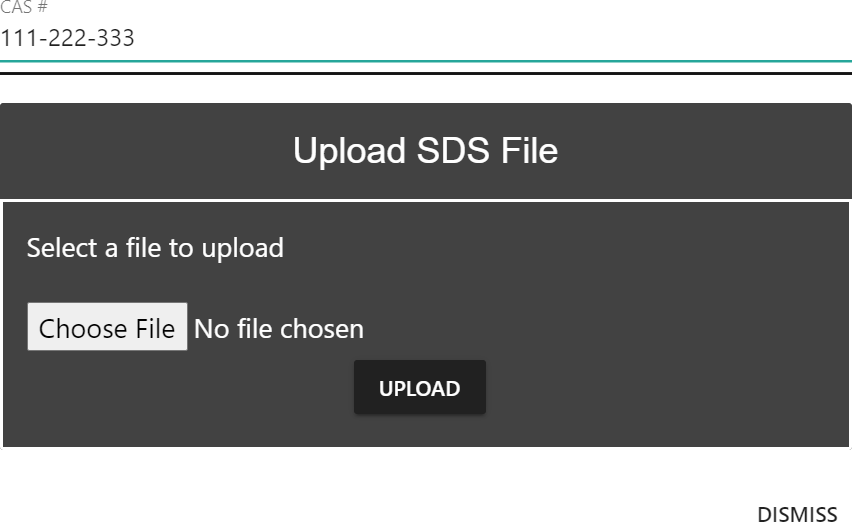 CAS #
111-222-333
Upload SDS File
Select a file to upload
Choose File No file chosen
UPLOAD
DISMISS